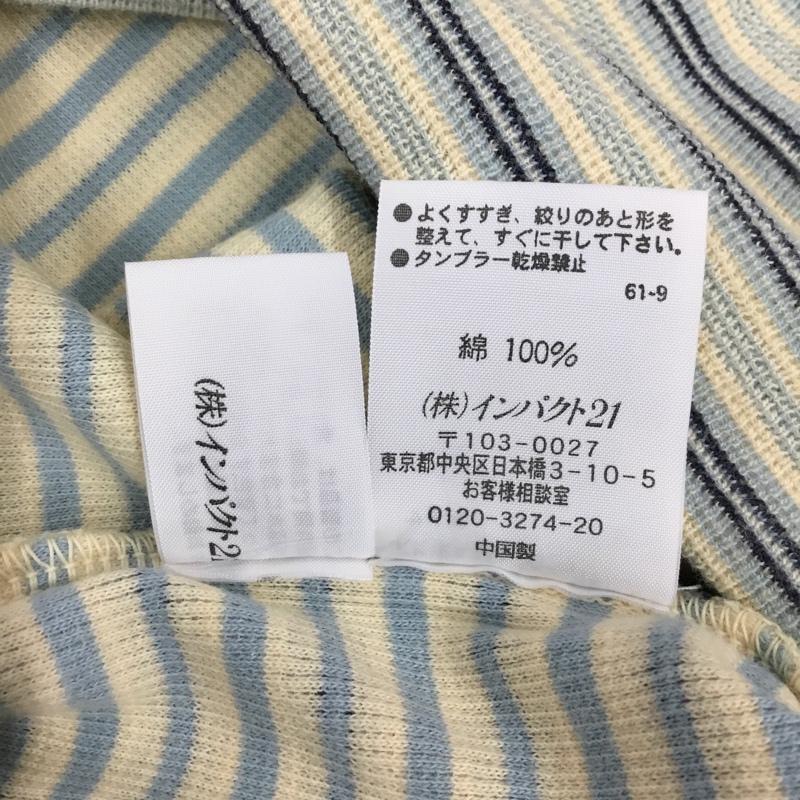 ●よくすすぎ、絞りのあと形を
整えて、すぐに干して下さい。
●タンブラー乾燥禁止
61-9
綿 100%
(株)インパクト21
〒103-0027
東京都中央区日本橋3-10-5
お客様相談室
0120-3274-20
中国製
(株)インパクト21